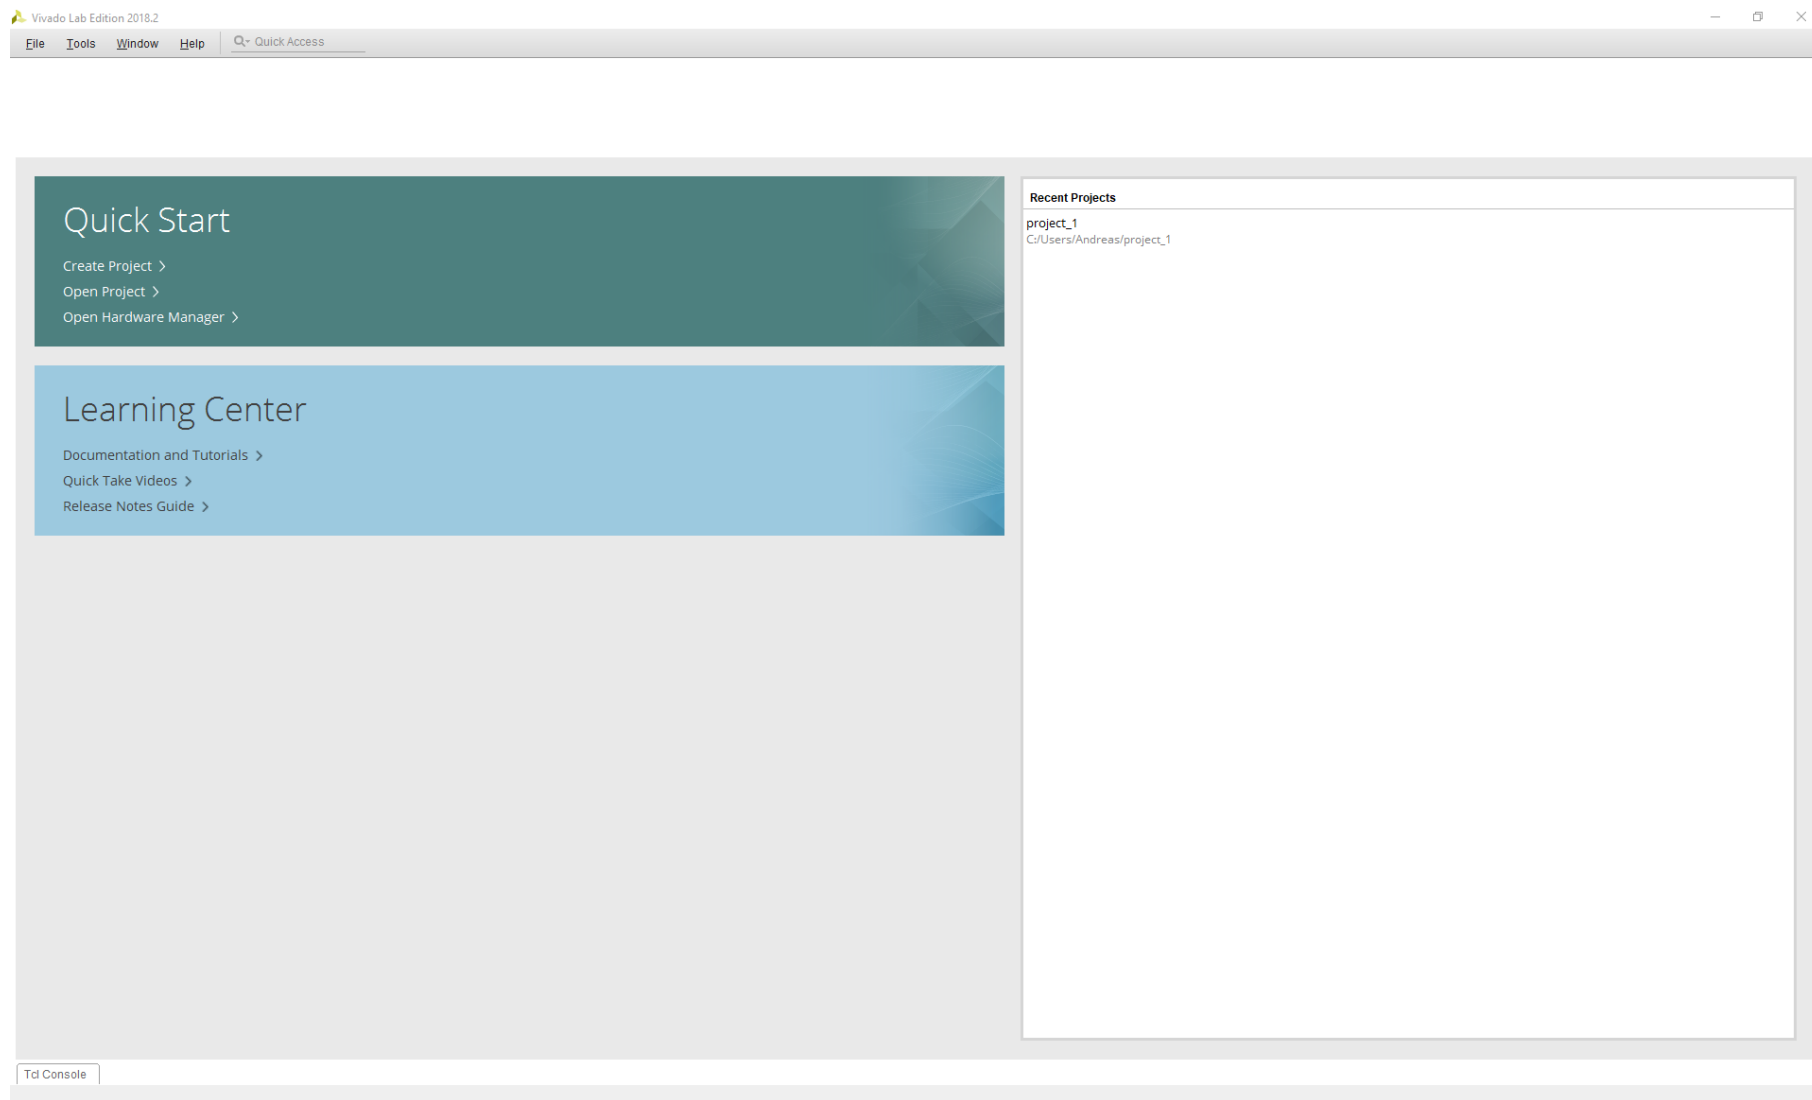 Vivado Lab Edition 2018.2
File Tools Window Help Quick Access
Quick Start
Create Project
Open Project
Open Hardware Manager
Learning Center
Documentation and Tutorials
Quick Take Videos
Release Notes Guide
Recent Projects
project_1
C:/Users/Andreas/project_1
Tcl Console